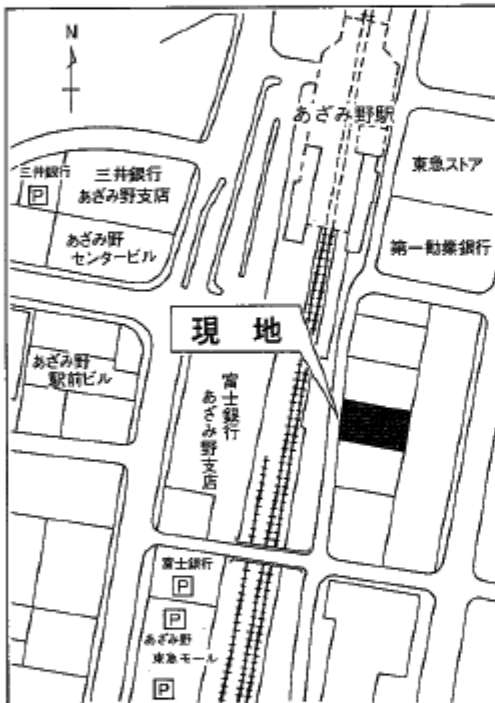 N
あざみ野駅
東急ストア
三井銀行
P
三井銀行
あざみ野支店
あざみ野
センタービル
第一勧業銀行
現 地
あざみ野
駅前ビル
富士銀行
あざみ野支店
富士銀行
P
P
あざみ野
東急モール
P